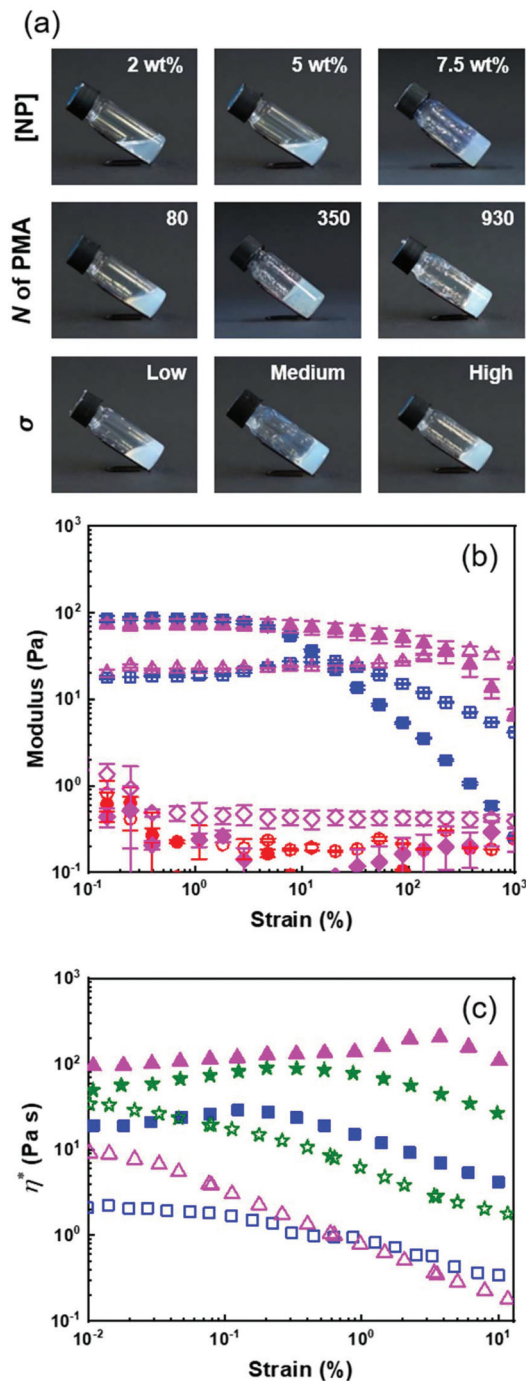 (a)
[NP]
2 wt%
5 wt%
7.5 wt%
N of PMA
80
350
930
σ
Low
Medium
High
(b)
Modulus (Pa)
10³
10²
10¹
10⁰
10⁻¹
10⁻¹
10⁰
10¹
10²
10³
Strain (%)
(c)
η* (Pa s)
10³
10²
10¹
10⁰
10⁻¹
10⁻²
10⁻¹
10⁰
10¹
Strain (%)